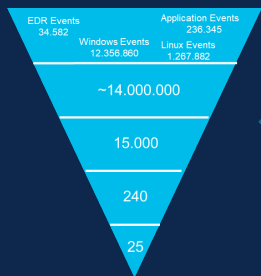 EDR Events
34.582
Application Events
236.345
Windows Events
12.356.860
Linux Events
1.267.882
~14.000.000
15.000
240
25